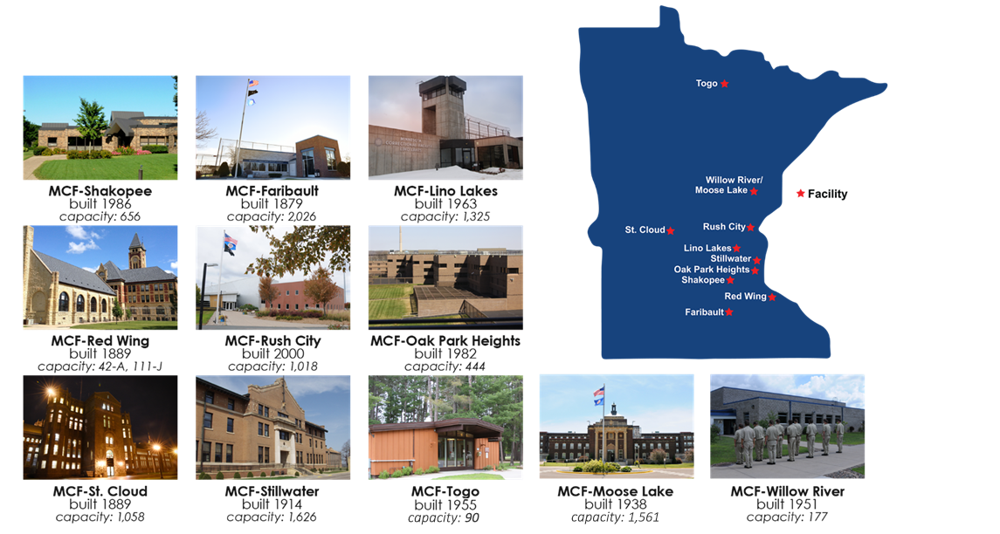 MCF-Shakopee
built 1986
capacity: 656
MCF-Faribault
built 1879
capacity: 2,026
MCF-Lino Lakes
built 1963
capacity: 1,325
MCF-Red Wing
built 1889
capacity: 42-A, 111-J
MCF-Rush City
built 2000
capacity: 1,018
MCF-Oak Park Heights
built 1982
capacity: 444
MCF-St. Cloud
built 1889
capacity: 1,058
MCF-Stillwater
built 1914
capacity: 1,626
MCF-Togo
built 1955
capacity: 90
MCF-Moose Lake
built 1938
capacity: 1,561
MCF-Willow River
built 1951
capacity: 177
Togo
Willow River/
Moose Lake
Facility
St. Cloud
Rush City
Lino Lakes
Stillwater
Oak Park Heights
Shakopee
Red Wing
Faribault